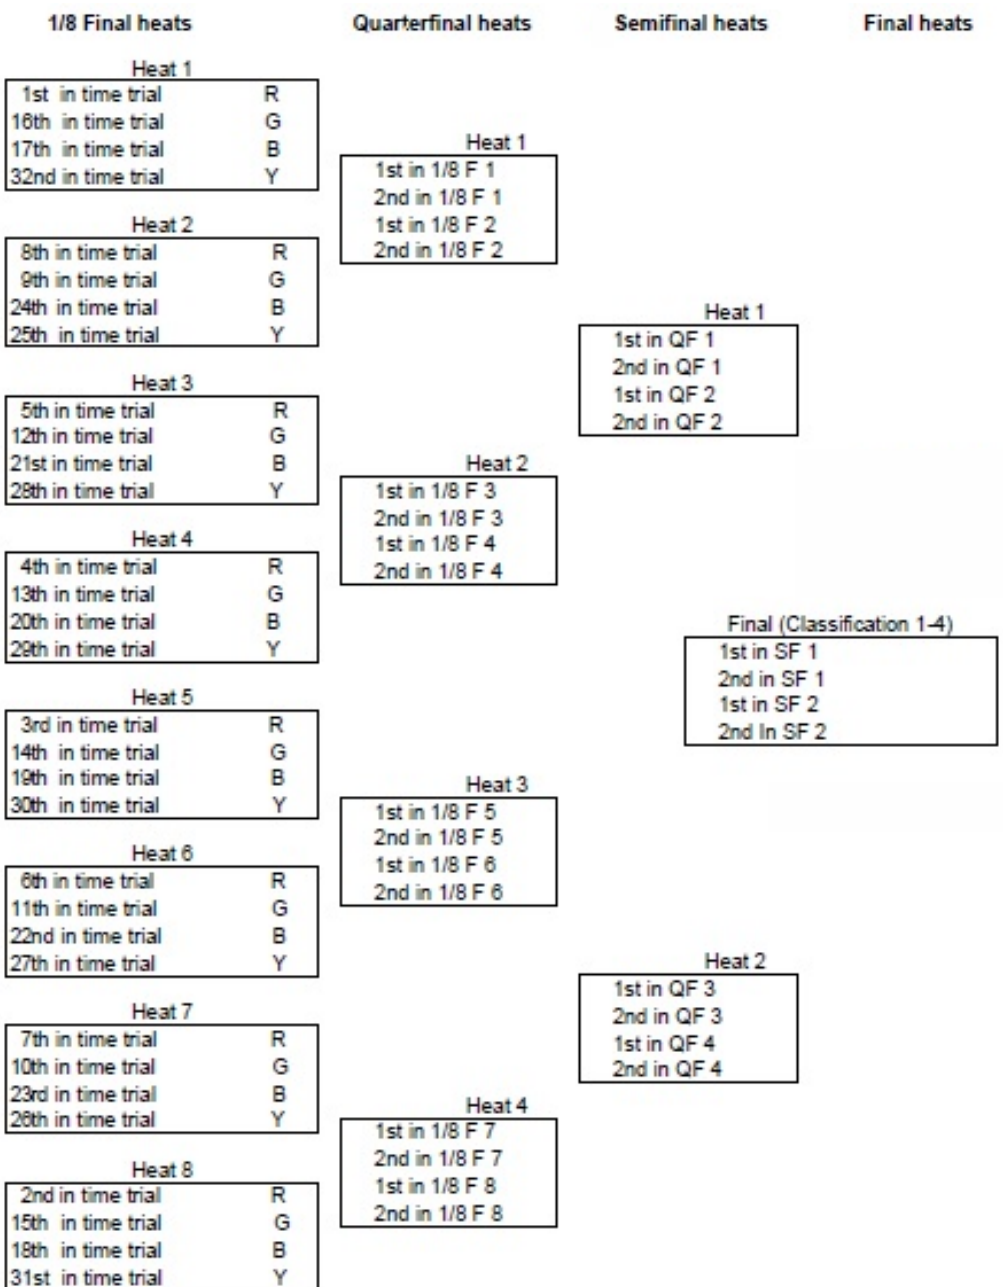 1/8 Final heats Quarterfinal heats Semifinal heats Final heats
Heat 1
1st in time trial R
16th in time trial G
17th in time trial B
32nd in time trial Y
Heat 2
8th in time trial R
9th in time trial G
24th in time trial B
25th in time trial Y
Heat 3
5th in time trial R
12th in time trial G
21st in time trial B
28th in time trial Y
Heat 4
4th in time trial R
13th in time trial G
20th in time trial B
29th in time trial Y
Heat 5
3rd in time trial R
14th in time trial G
19th in time trial B
30th in time trial Y
Heat 6
6th in time trial R
11th in time trial G
22nd in time trial B
27th in time trial Y
Heat 7
7th in time trial R
10th in time trial G
23rd in time trial B
26th in time trial Y
Heat 8
2nd in time trial R
15th in time trial G
18th in time trial B
31st in time trial Y
Heat 1
1st in 1/8 F 1
2nd in 1/8 F 1
1st in 1/8 F 2
2nd in 1/8 F 2
Heat 2
1st in 1/8 F 3
2nd in 1/8 F 3
1st in 1/8 F 4
2nd in 1/8 F 4
Heat 3
1st in 1/8 F 5
2nd in 1/8 F 5
1st in 1/8 F 6
2nd in 1/8 F 6
Heat 4
1st in 1/8 F 7
2nd in 1/8 F 7
1st in 1/8 F 8
2nd in 1/8 F 8
Heat 1
1st in QF 1
2nd in QF 1
1st in QF 2
2nd in QF 2
Heat 2
1st in QF 3
2nd in QF 3
1st in QF 4
2nd in QF 4
Final (Classification 1-4)
1st in SF 1
2nd in SF 1
1st in SF 2
2nd In SF 2